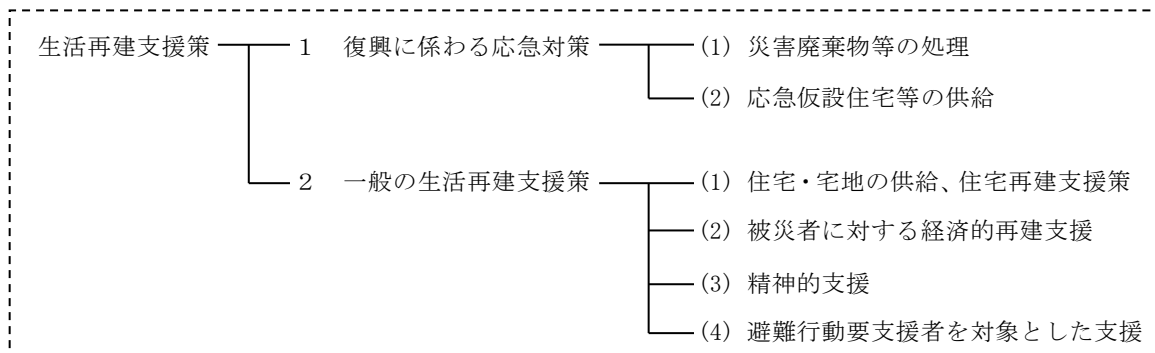 生活再建支援策
1 復興に係わる応急対策
(1) 災害廃棄物等の処理
(2) 応急仮設住宅等の供給
2 一般の生活再建支援策
(1) 住宅・宅地の供給、住宅再建支援策
(2) 被災者に対する経済的再建支援
(3) 精神的支援
(4) 避難行動要支援者を対象とした支援